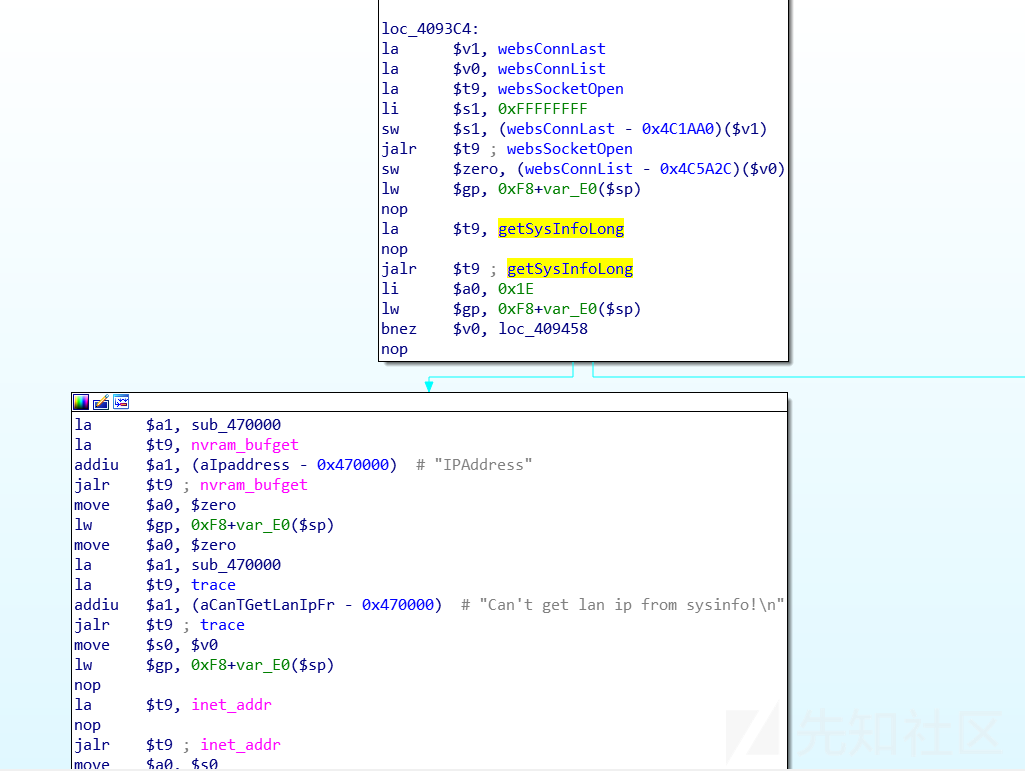 loc_4093C4:
la $v1, websConnLast
la $v0, websConnList
la $t9, websSocketOpen
li $s1, 0xFFFFFFFF
sw $s1, (websConnLast - 0x4C1AA0)($v1)
jalr $t9 ; websSocketOpen
sw $zero, (websConnList - 0x4C5A2C)($v0)
lw $gp, 0xF8+var_E0($sp)
nop
la $t9, getSysInfoLong
nop
jalr $t9 ; getSysInfoLong
li $a0, 0x1E
lw $gp, 0xF8+var_E0($sp)
bnez $v0, loc_409458
nop
la $a1, sub_470000
la $t9, nvram_bufget
addiu $a1, (aIpaddress - 0x470000) # "IPAddress"
jalr $t9 ; nvram_bufget
move $a0, $zero
lw $gp, 0xF8+var_E0($sp)
move $a0, $zero
la $a1, sub_470000
la $t9, trace
addiu $a1, (aCanTGetLanIpFr - 0x470000) # "Can't get lan ip from sysinfo!\n"
jalr $t9 ; trace
move $s0, $v0
lw $gp, 0xF8+var_E0($sp)
nop
la $t9, inet_addr
nop
jalr $t9 ; inet_addr
move $a0, $s0
先知社区